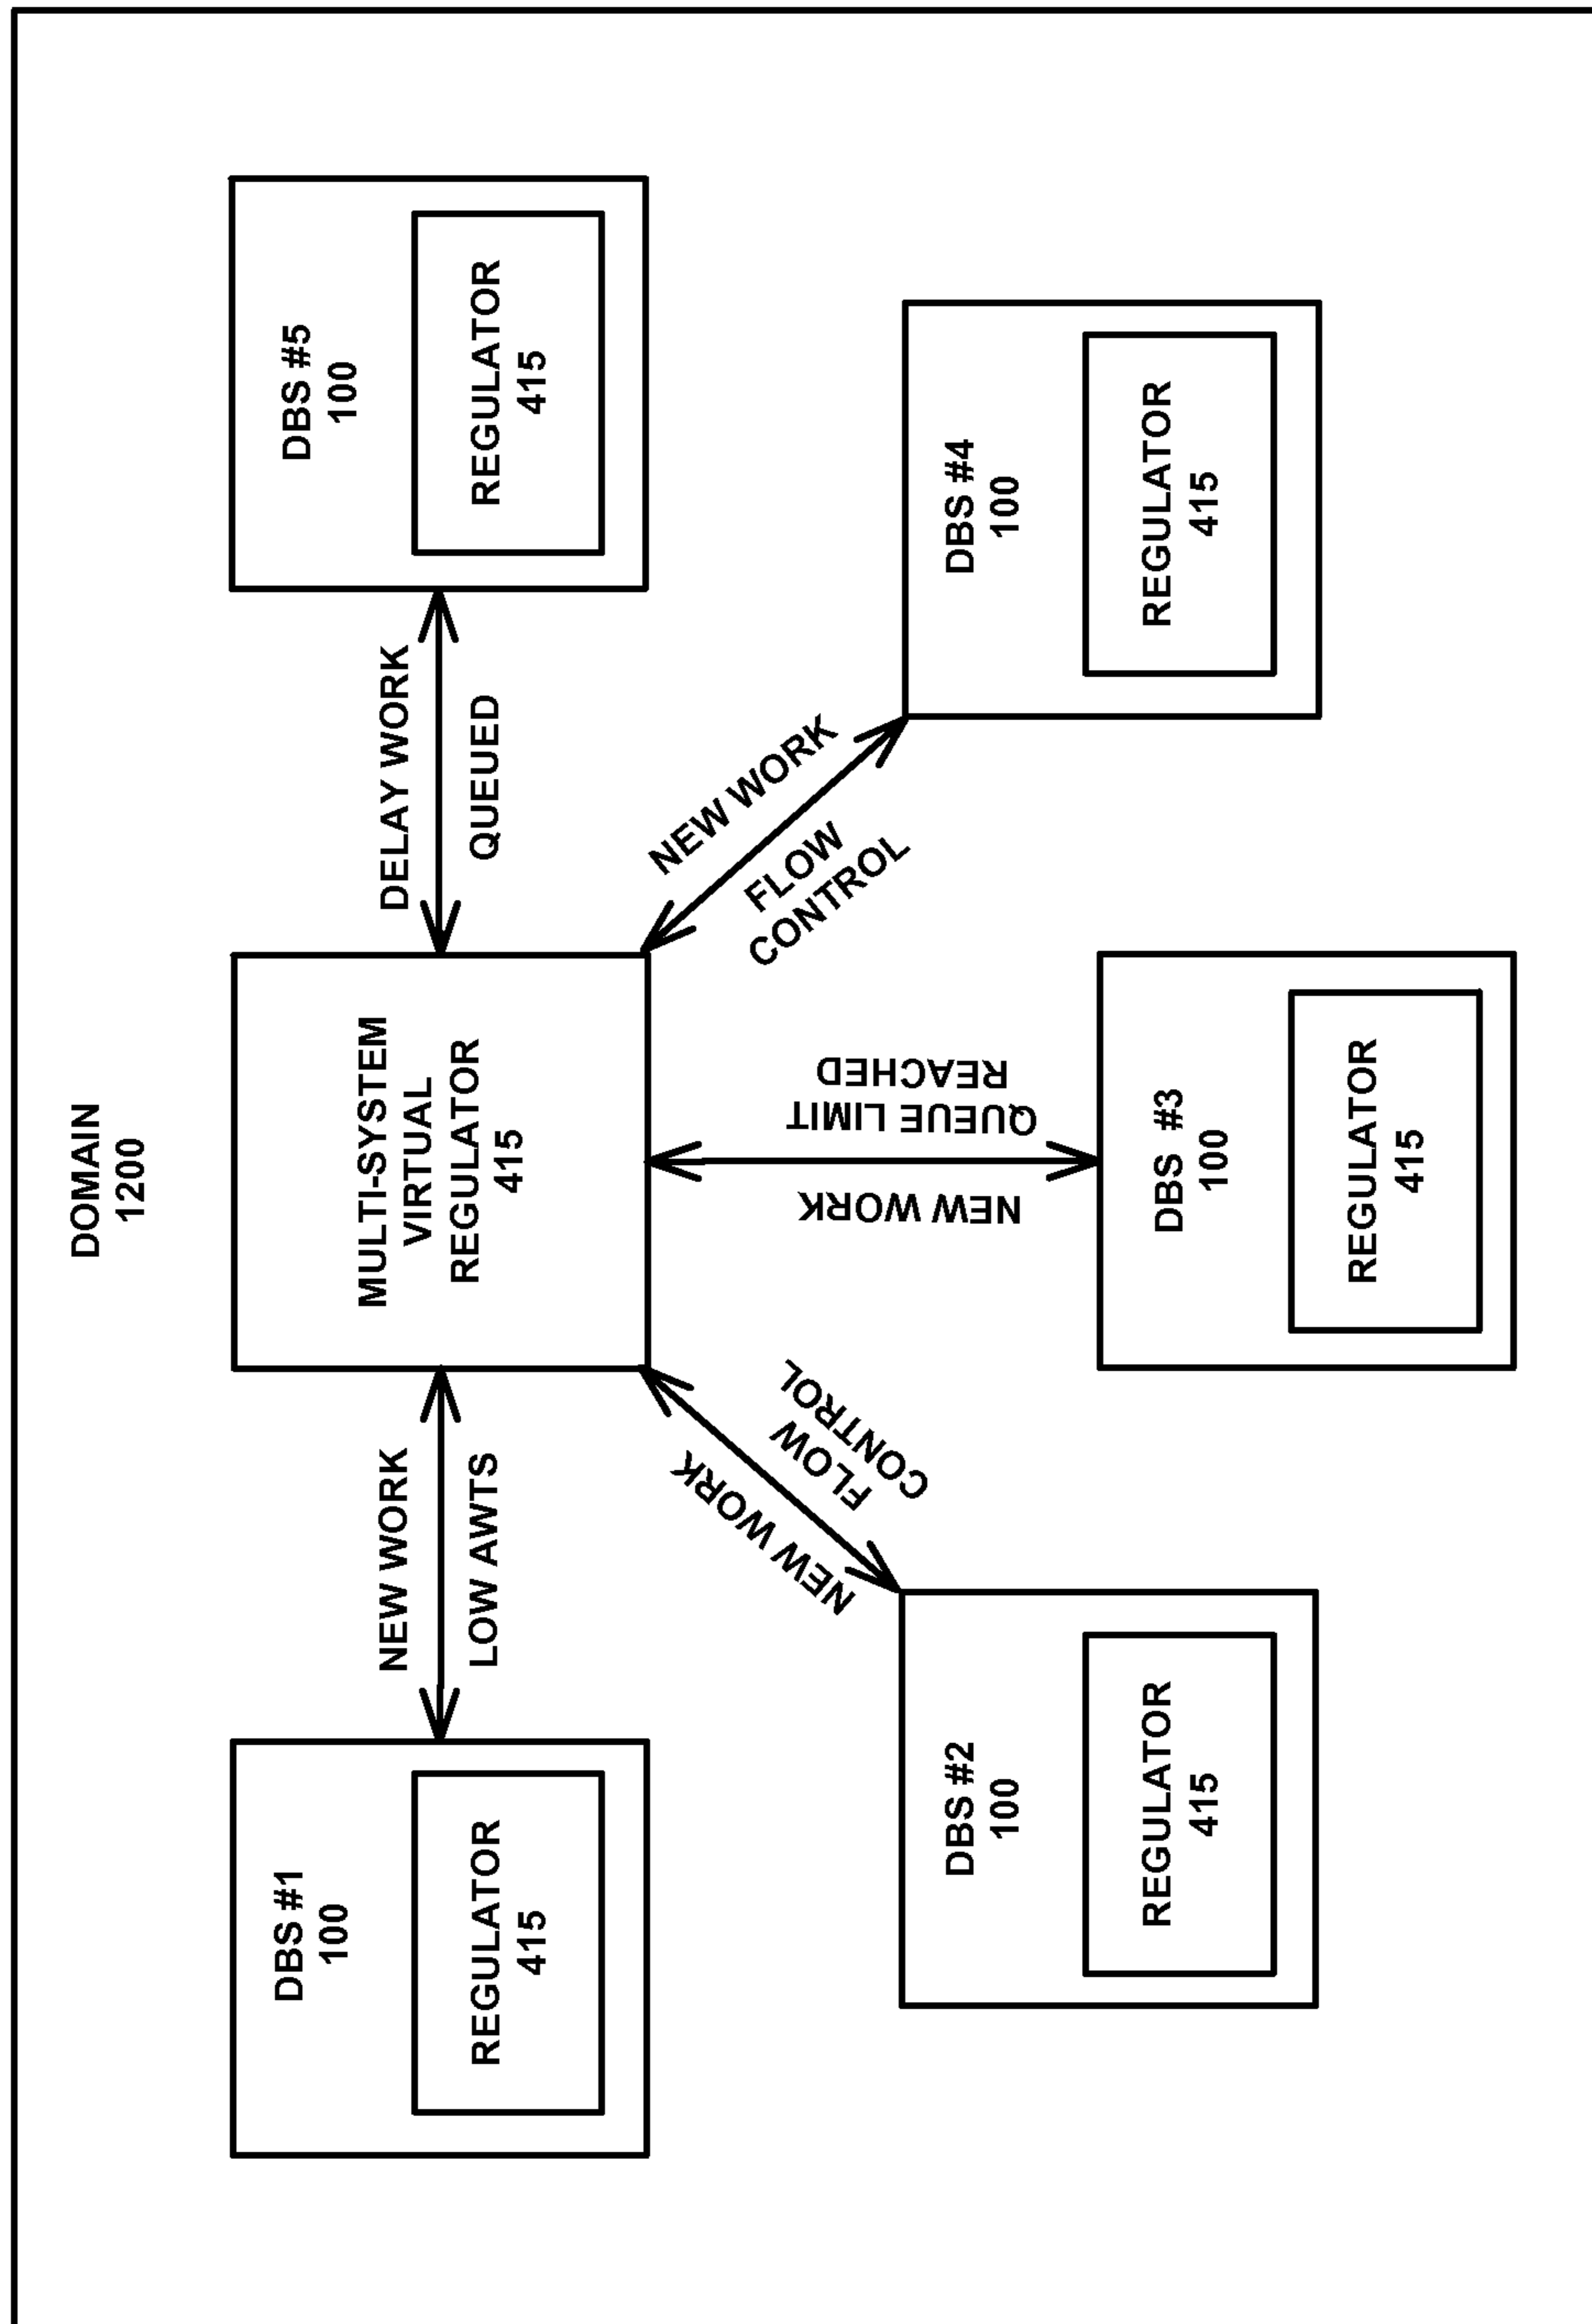 DOMAIN
1200
DBS #1
100
REGULATOR
415
NEW WORK
LOW AWTS
MULTI-SYSTEM
VIRTUAL
REGULATOR
415
DELAY WORK
QUEUED
DBS #5
100
REGULATOR
415
NEW WORK
FLOW
CONTROL
NEW WORK
QUEUE LIMIT
REACHED
NEW WORK
FLOW
CONTROL
DBS #2
100
REGULATOR
415
DBS #3
100
REGULATOR
415
DBS #4
100
REGULATOR
415